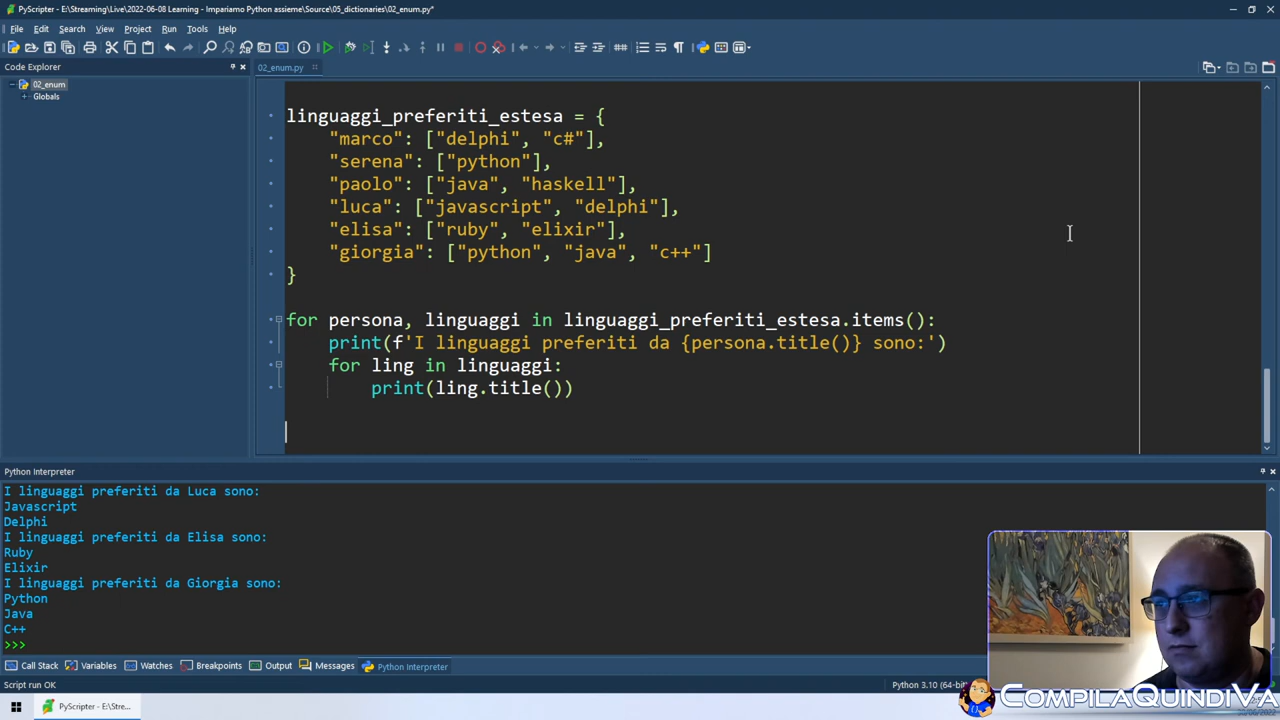 PyScripter - E:\Streaming\Live\2022-06-08 Learning - Impariamo Python assieme\Source\05_dictionaries\02_enum.py*
File Edit Search View Project Run Tools Help
Code Explorer
02_enum.py
02_enum
Globals
linguaggi_preferiti_estesa = {
"marco": ["delphi", "c#"],
"serena": ["python"],
"paolo": ["java", "haskell"],
"luca": ["javascript", "delphi"],
"elisa": ["ruby", "elixir"],
"giorgia": ["python", "java", "c++"]
}
for persona, linguaggi in linguaggi_preferiti_estesa.items():
print(f'I linguaggi preferiti da {persona.title()} sono:')
for ling in linguaggi:
print(ling.title())
Python Interpreter
I linguaggi preferiti da Luca sono:
Javascript
Delphi
I linguaggi preferiti da Elisa sono:
Ruby
Elixir
I linguaggi preferiti da Giorgia sono:
Python
Java
C++
>>>
Call Stack Variables Watches Breakpoints Output Messages Python Interpreter
Script run OK
Python 3.10 (64-bit)
COMPILAQUINDIVA
PyScripter - E:\Stre...